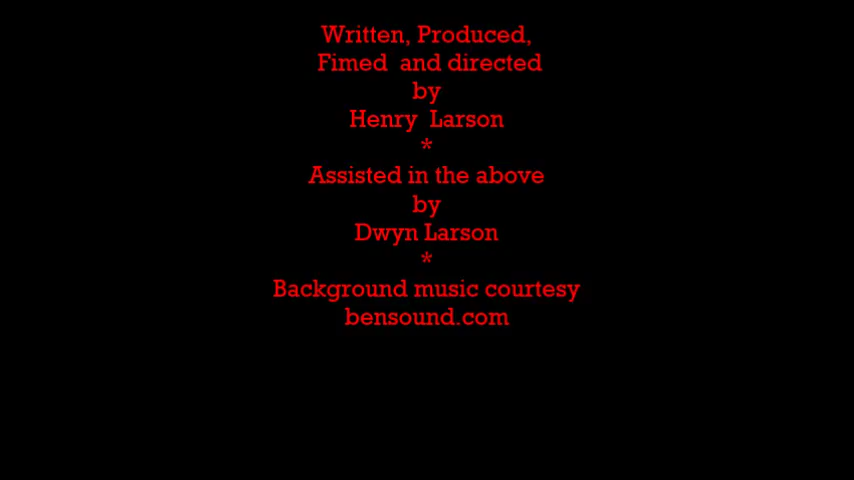 Written, Produced,
Fimed and directed
by
Henry Larson
*
Assisted in the above
by
Dwyn Larson
*
Background music courtesy
bensound.com